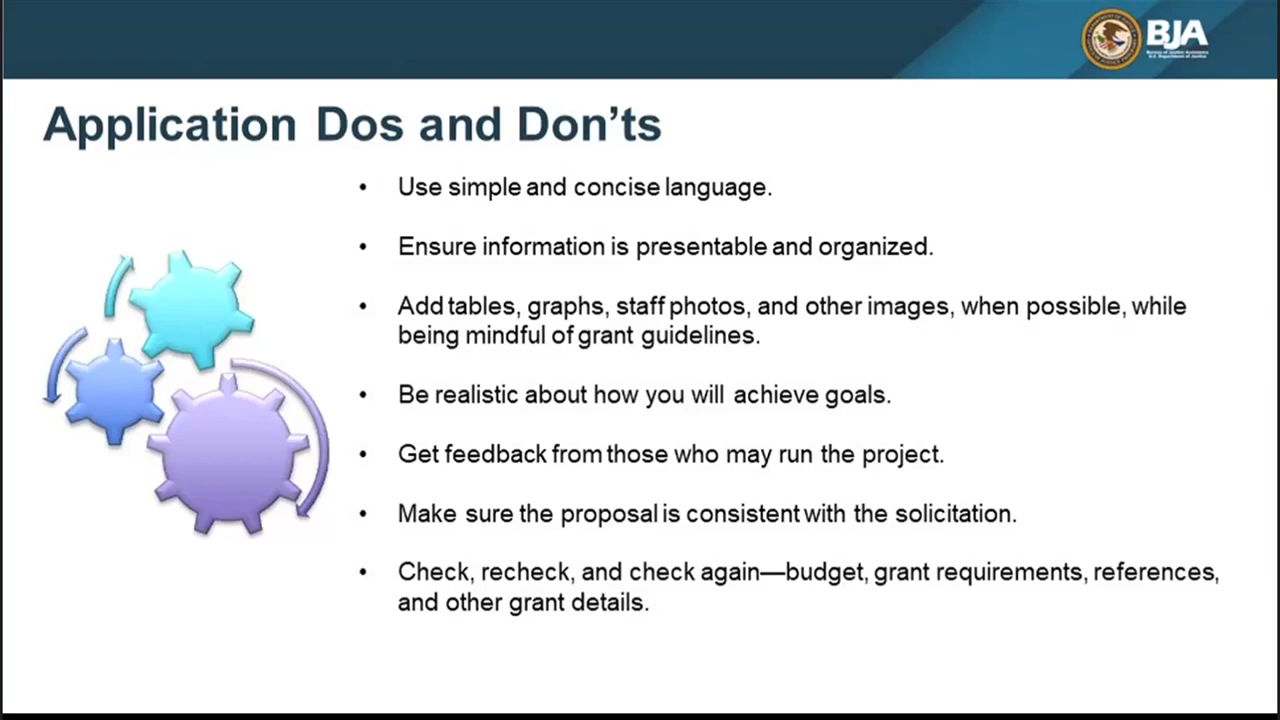 BJA
Bureau of Justice Assistance
U.S. Department of Justice
Application Dos and Don’ts
• Use simple and concise language.
• Ensure information is presentable and organized.
• Add tables, graphs, staff photos, and other images, when possible, while
being mindful of grant guidelines.
• Be realistic about how you will achieve goals.
• Get feedback from those who may run the project.
• Make sure the proposal is consistent with the solicitation.
• Check, recheck, and check again—budget, grant requirements, references,
and other grant details.